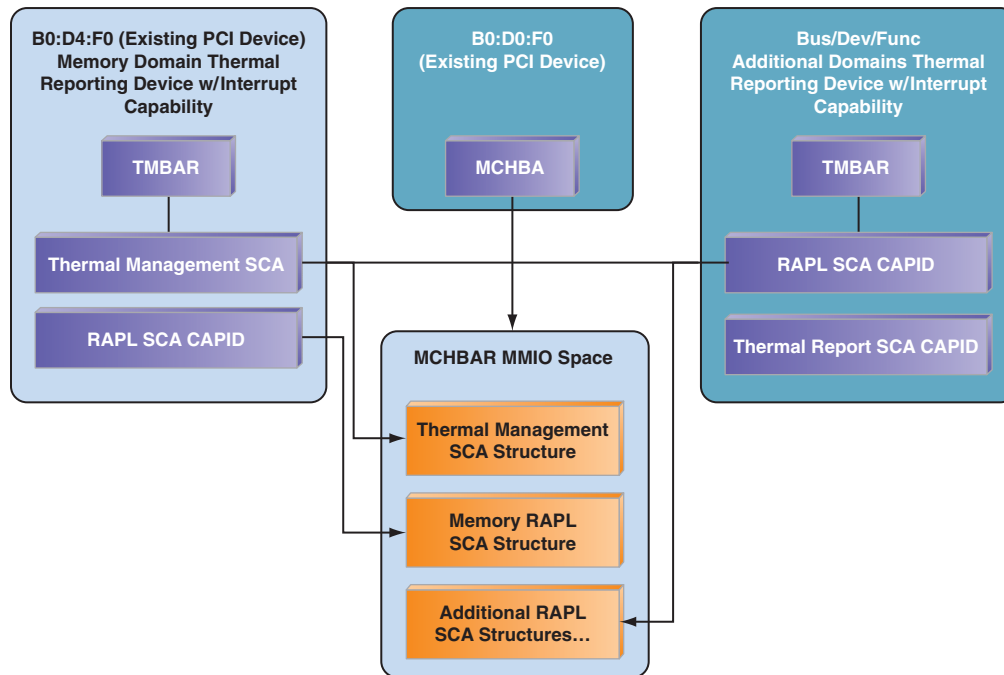 B0:D4:F0 (Existing PCI Device)
Memory Domain Thermal
Reporting Device w/Interrupt
Capability
TMBAR
Thermal Management SCA
RAPL SCA CAPID
B0:D0:F0
(Existing PCI Device)
MCHBA
Bus/Dev/Func
Additional Domains Thermal
Reporting Device w/Interrupt
Capability
TMBAR
RAPL SCA CAPID
Thermal Report SCA CAPID
MCHBAR MMIO Space
Thermal Management
SCA Structure
Memory RAPL
SCA Structure
Additional RAPL
SCA Structures…